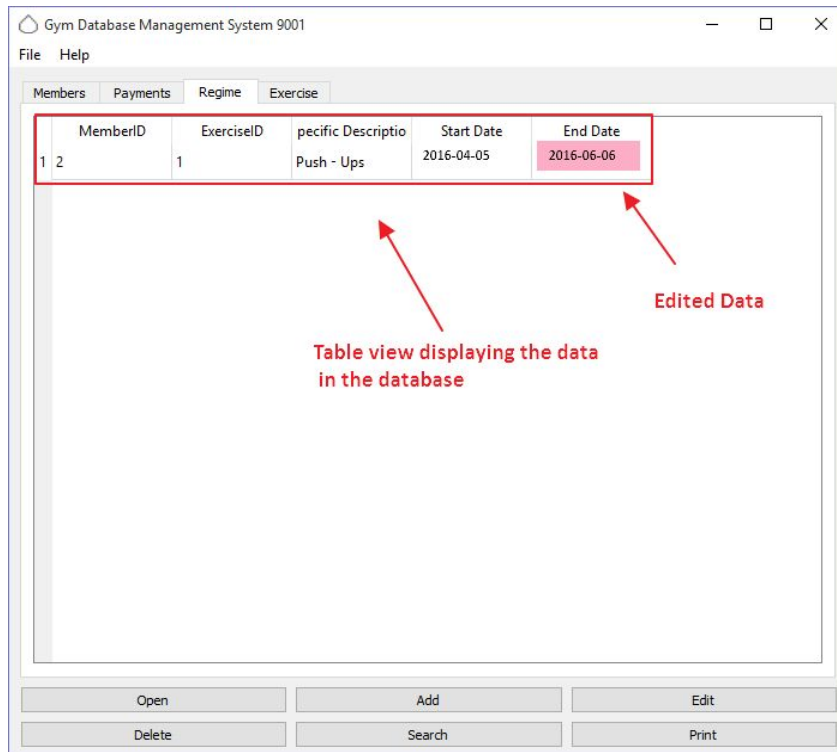 Gym Database Management System 9001
File Help
Members Payments Regime Exercise
MemberID ExerciseID pecific Descriptio Start Date End Date
1 2 1 Push - Ups 2016-04-05 2016-06-06
Edited Data
Table view displaying the data
in the database
Open Add Edit
Delete Search Print